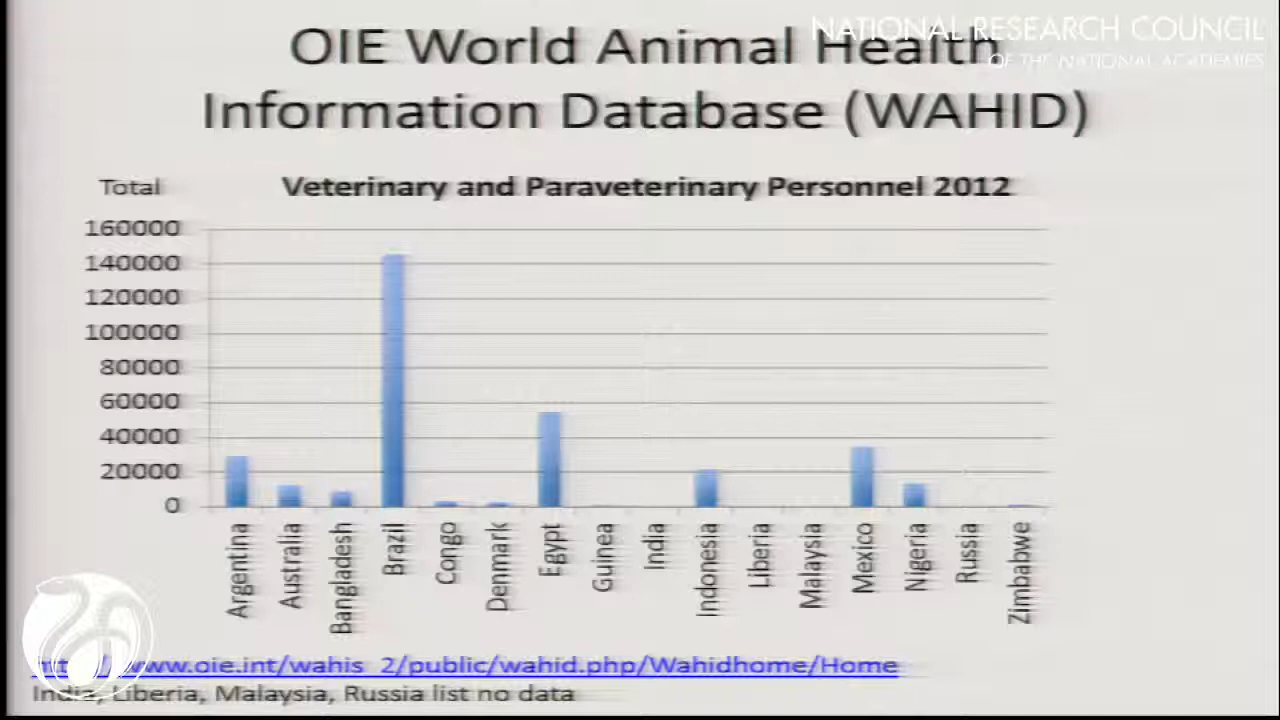 NATIONAL RESEARCH COUNCIL
OF THE NATIONAL ACADEMIES
OIE World Animal Health
Information Database (WAHID)
Total
Veterinary and Paraveterinary Personnel 2012
160000
140000
120000
100000
80000
60000
40000
20000
0
Argentina
Australia
Bangladesh
Brazil
Congo
Denmark
Egypt
Guinea
India
Indonesia
Liberia
Malaysia
Mexico
Nigeria
Russia
Zimbabwe
http://www.oie.int/wahis_2/public/wahid.php/Wahidhome/Home
India, Liberia, Malaysia, Russia list no data